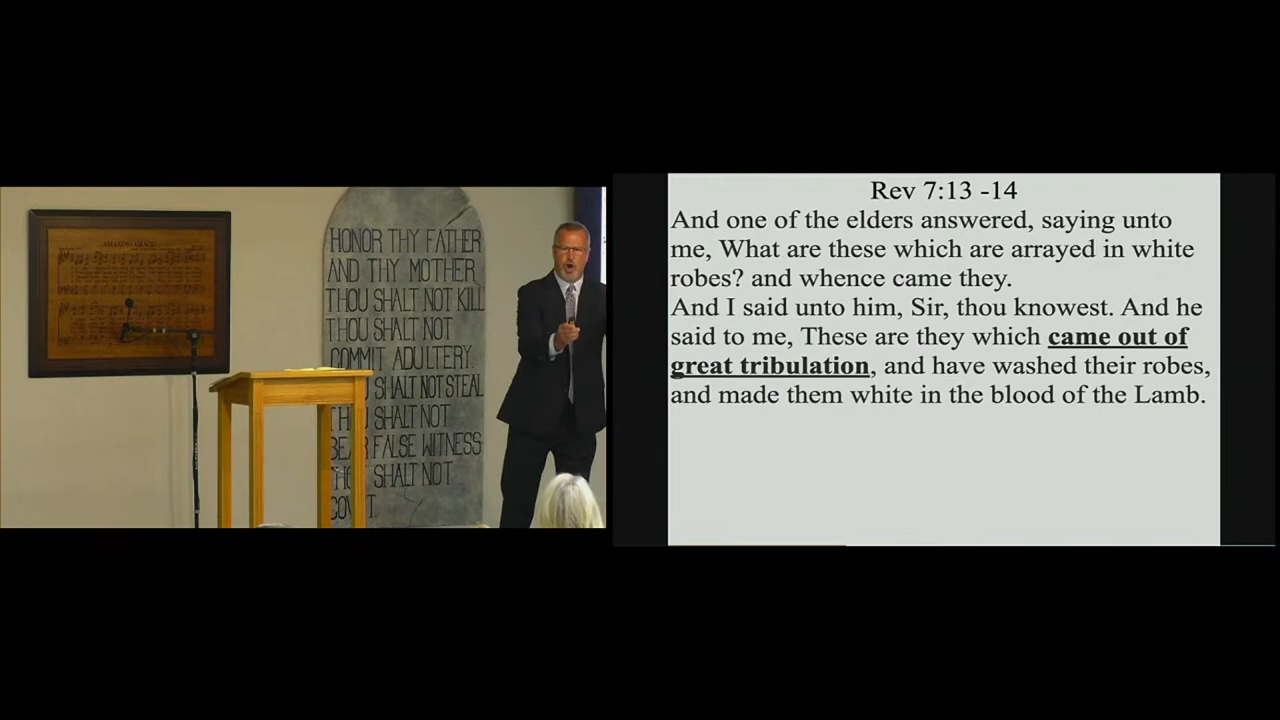 AMAZING GRACE
HONOR THY FATHER
AND THY MOTHER
THOU SHALT NOT KILL
THOU SHALT NOT
COMMIT ADULTERY.
SHALT NOT STEAL
SHALT NOT
BEAR FALSE WITNESS
SHALT NOT
Rev 7:13 -14
And one of the elders answered, saying unto
me, What are these which are arrayed in white
robes? and whence came they.
And I said unto him, Sir, thou knowest. And he
said to me, These are they which came out of
great tribulation, and have washed their robes,
and made them white in the blood of the Lamb.